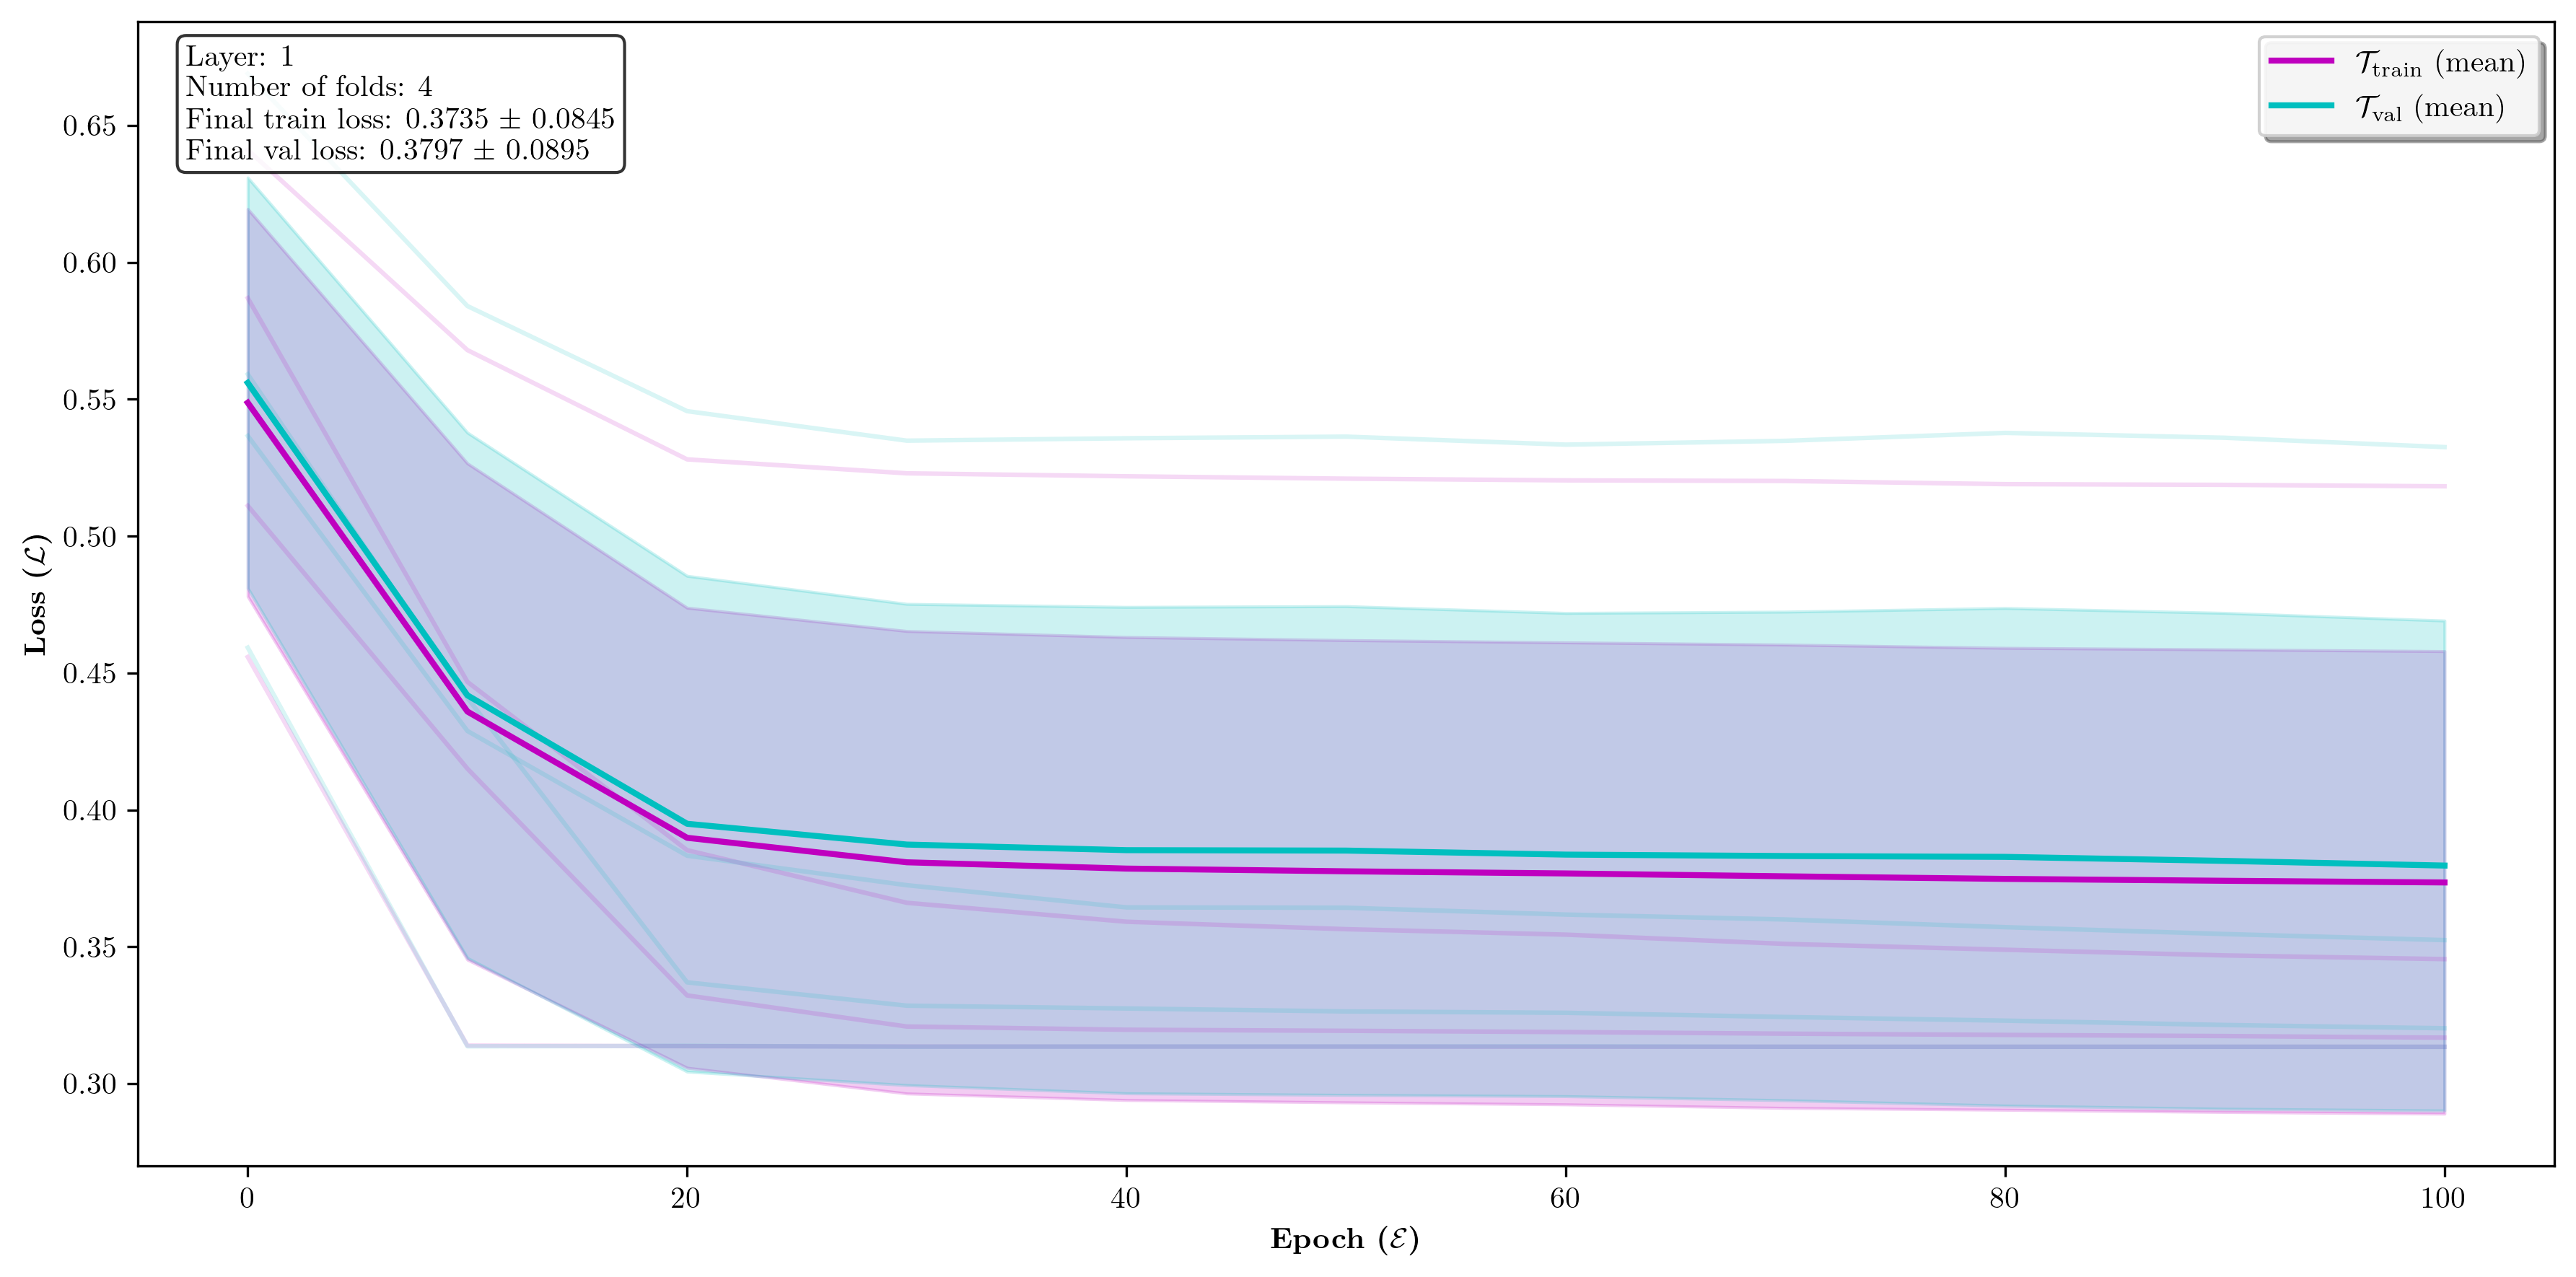 Layer: 1
Number of folds: 4
Final train loss: 0.3735 ± 0.0845
Final val loss: 0.3797 ± 0.0895
𝒯train (mean)
𝒯val (mean)
0.65
0.60
0.55
0.50
0.45
0.40
0.35
0.30
Loss (ℒ)
0 20 40 60 80 100
Epoch (ℰ)